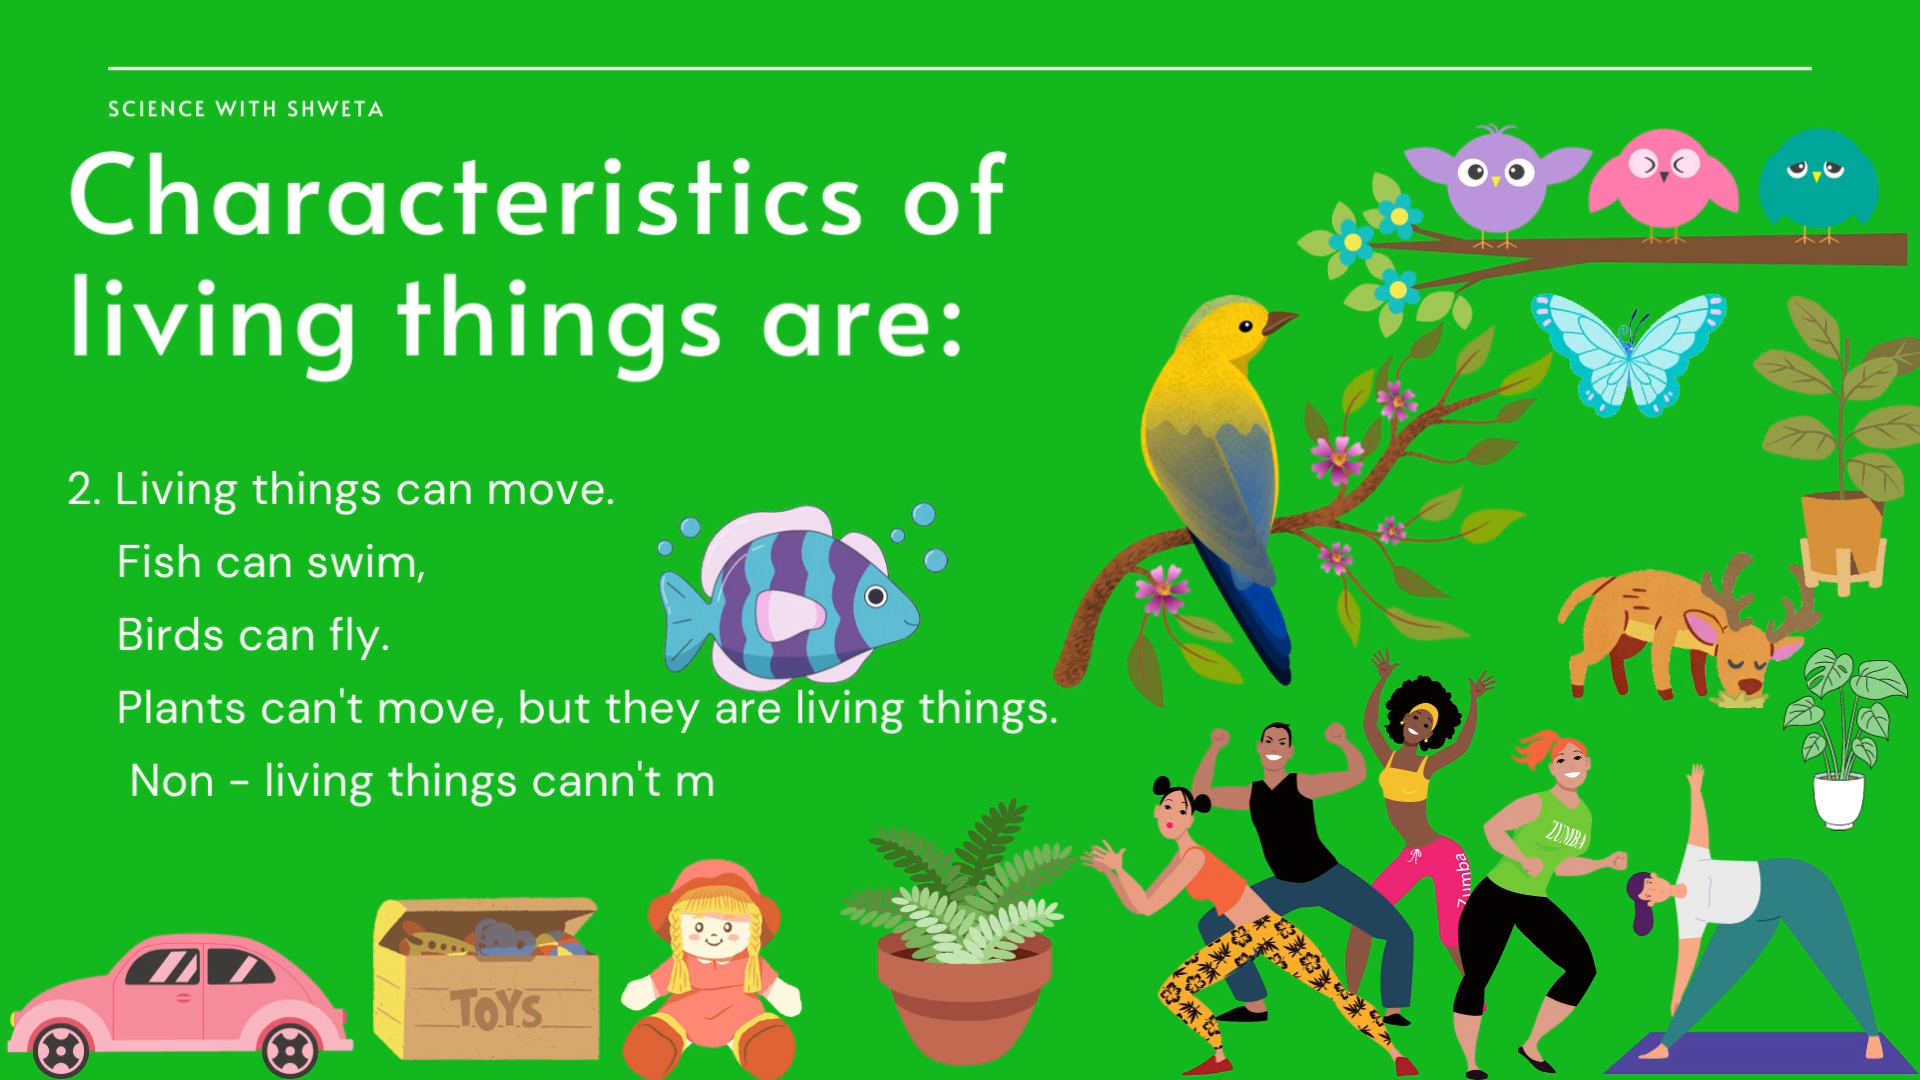 SCIENCE WITH SHWETA
Characteristics of
living things are:
2. Living things can move.
Fish can swim,
Birds can fly.
Plants can't move, but they are living things.
Non - living things cann't m
TOYS
ZUMBA
zumba